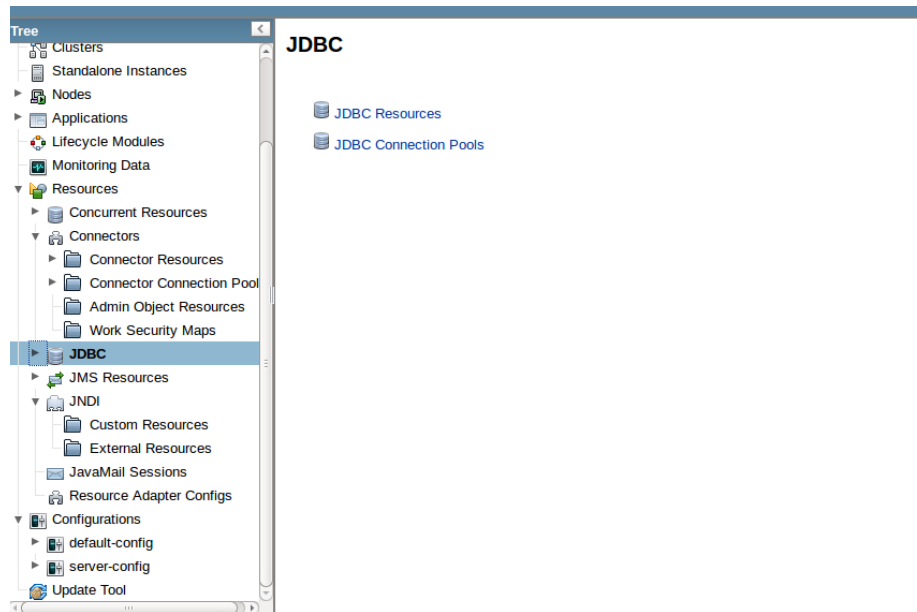 Tree
Clusters
Standalone Instances
Nodes
Applications
Lifecycle Modules
Monitoring Data
Resources
Concurrent Resources
Connectors
Connector Resources
Connector Connection Pool
Admin Object Resources
Work Security Maps
JDBC
JMS Resources
JNDI
Custom Resources
External Resources
JavaMail Sessions
Resource Adapter Configs
Configurations
default-config
server-config
Update Tool
JDBC
JDBC Resources
JDBC Connection Pools